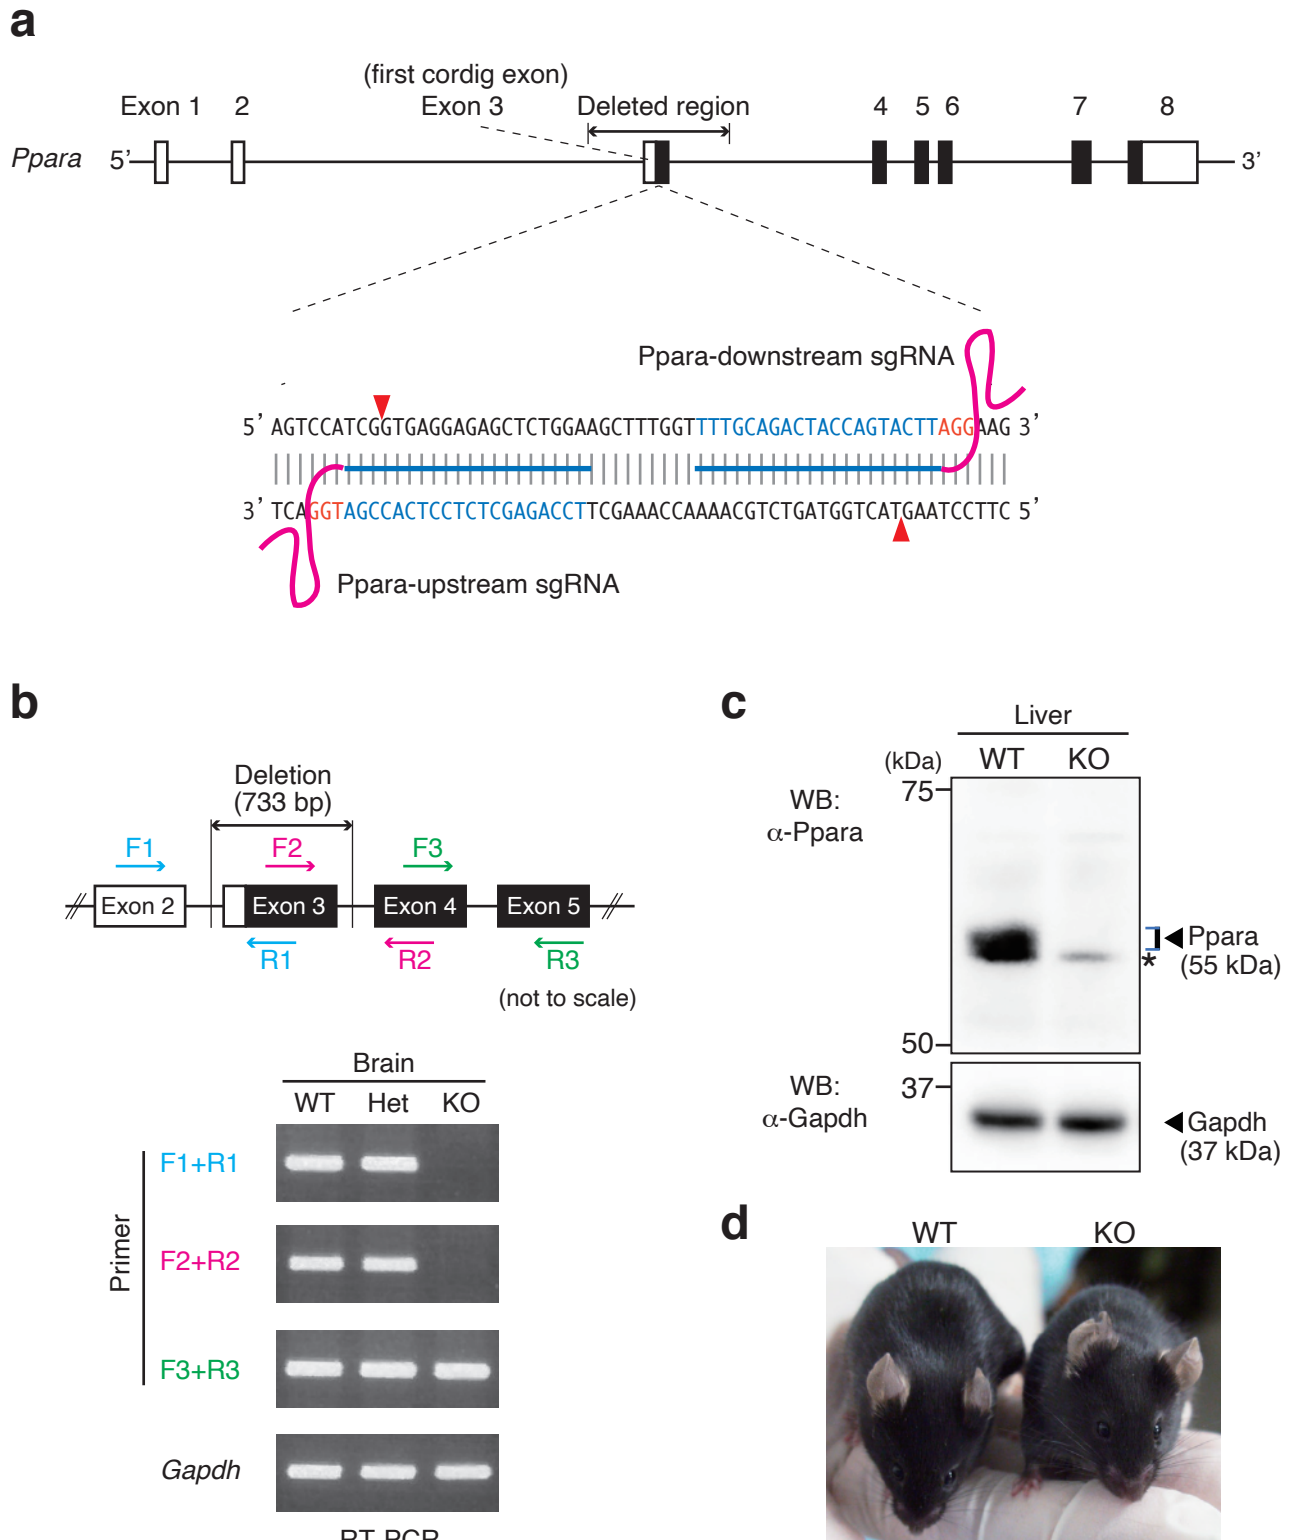 a
(first cordig exon)
Exon 1 2 Exon 3 Deleted region 4 5 6 7 8
Ppara 5’ 3’
Ppara-downstream sgRNA
5’ AGTCCATCGGTGAGGAGAGCTCTGGAAGCTTTGGTTTTGCAGACTACCAGTACTTAGGAAG 3’
3’ TCAGGTAGCCACTCCTCTCGAGACCTTCGAAACCAAAACGTCTGATGGTCATGAATCCTTC 5’
Ppara-upstream sgRNA
b
Deletion
(733 bp)
F1 F2 F3
Exon 2 Exon 3 Exon 4 Exon 5
R1 R2 R3
(not to scale)
Brain
WT Het KO
Primer
F1+R1
F2+R2
F3+R3
Gapdh
RT-PCR
c
Liver
(kDa) WT KO
75
WB:
α-Ppara
Ppara
*
(55 kDa)
50
WB:
α-Gapdh
37
Gapdh
(37 kDa)
d
WT KO